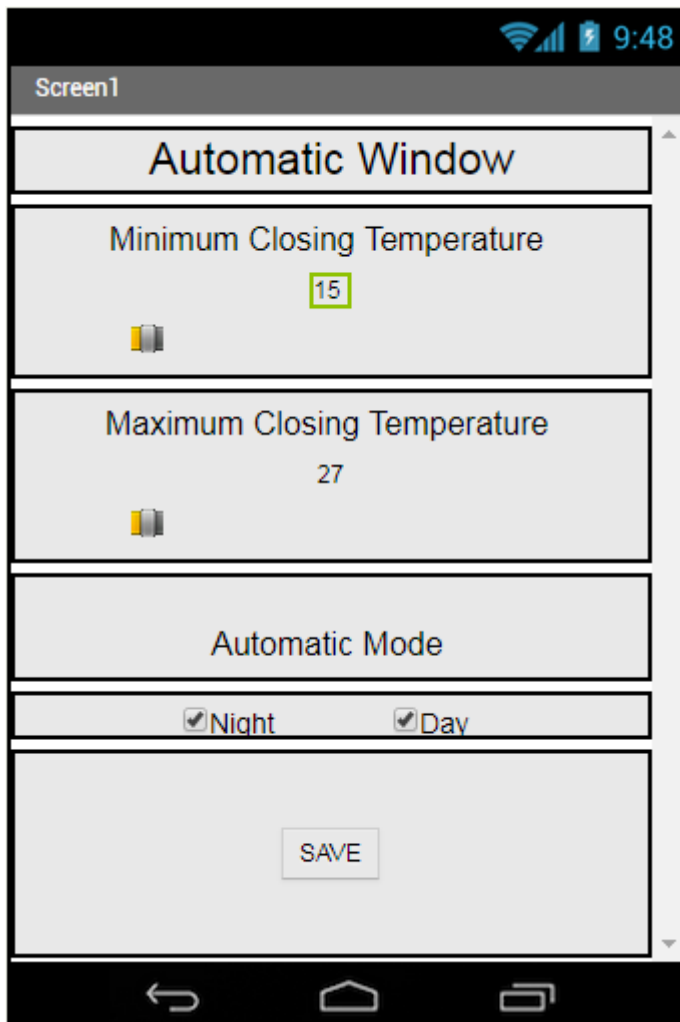 9:48
Screen1
Automatic Window
Minimum Closing Temperature
15
Maximum Closing Temperature
27
Automatic Mode
Night Day
SAVE